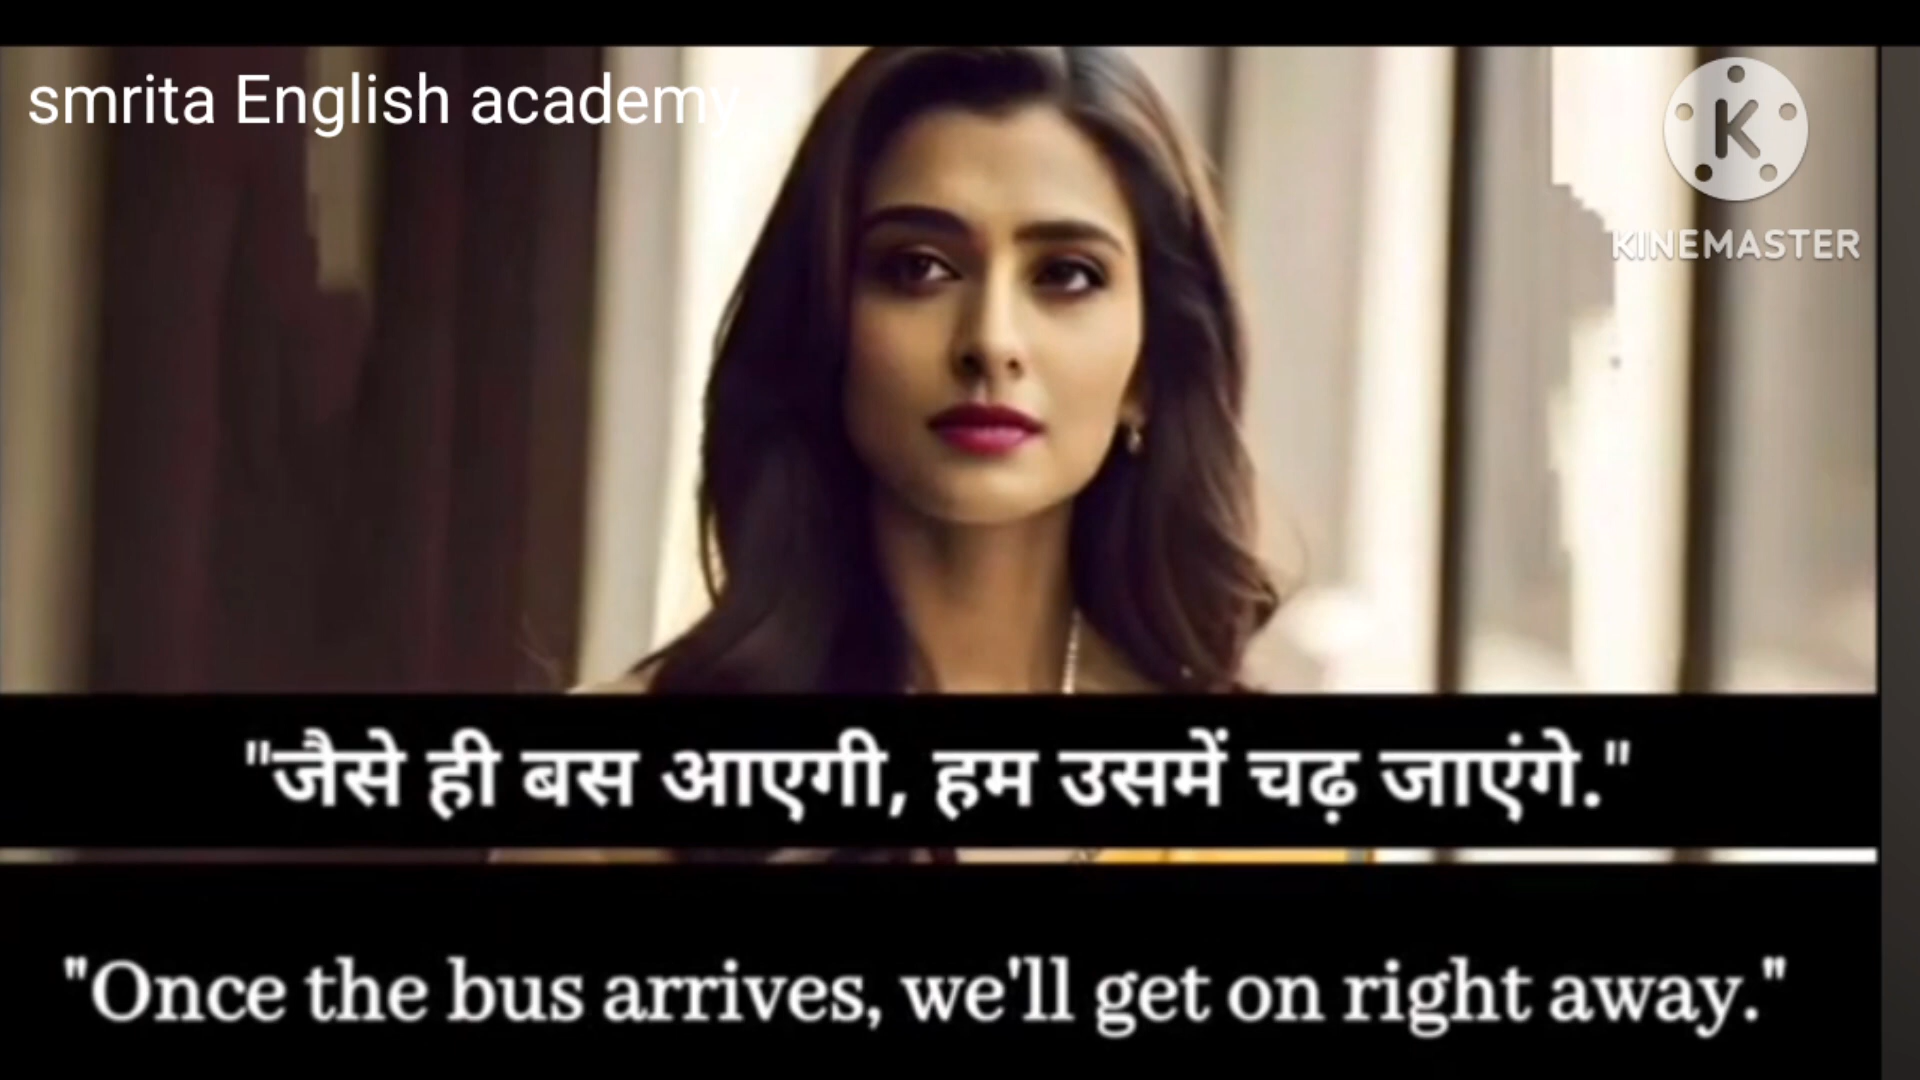 smrita English academy
K
KINEMASTER
"जैसे ही बस आएगी, हम उसमें चढ़ जाएंगे."
"Once the bus arrives, we'll get on right away."